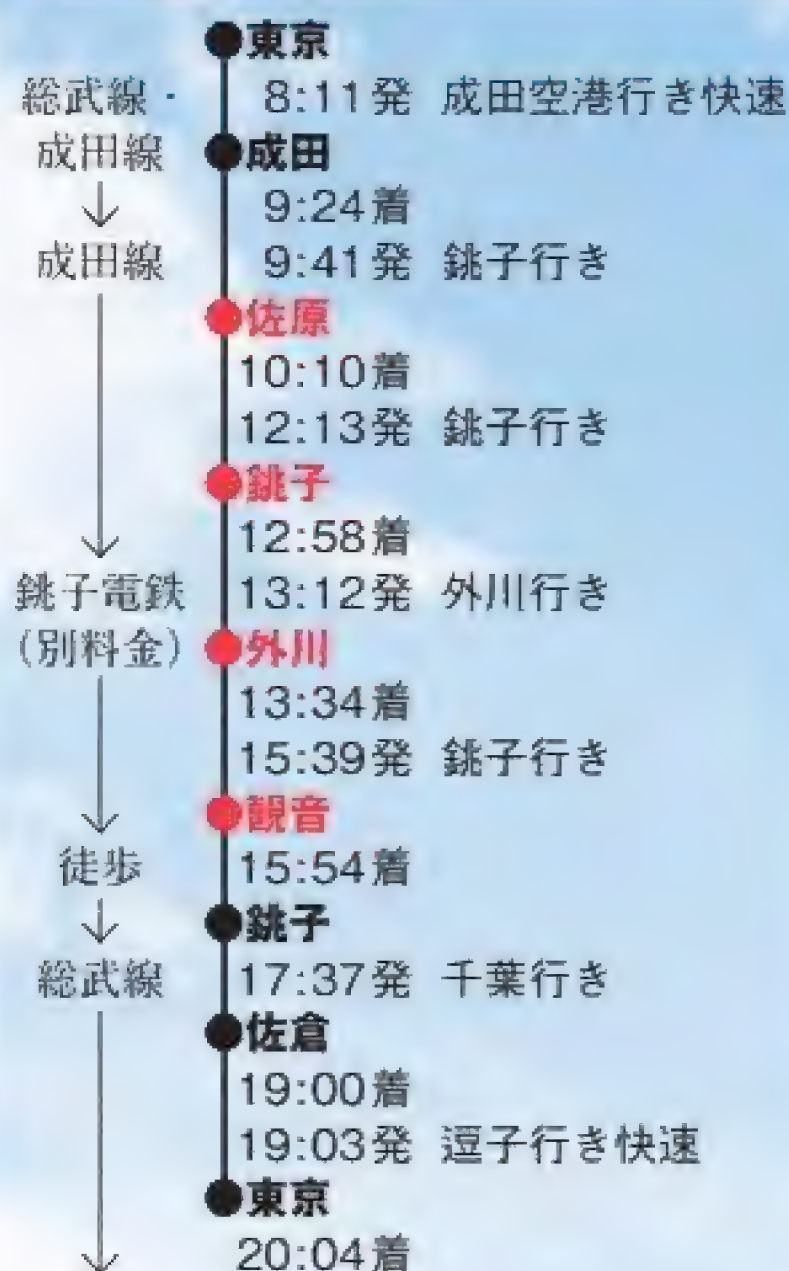 東京
総武線・ 8:11発 成田空港行き快速
成田線 成田
9:24着
成田線 9:41発 銚子行き
佐原
10:10着
12:13発 銚子行き
銚子
12:58着
銚子電鉄 13:12発 外川行き
(別料金) 外川
13:34着
15:39発 銚子行き
観音
徒歩 15:54着
銚子
総武線 17:37発 千葉行き
佐倉
19:00着
19:03発 逗子行き快速
東京
20:04着